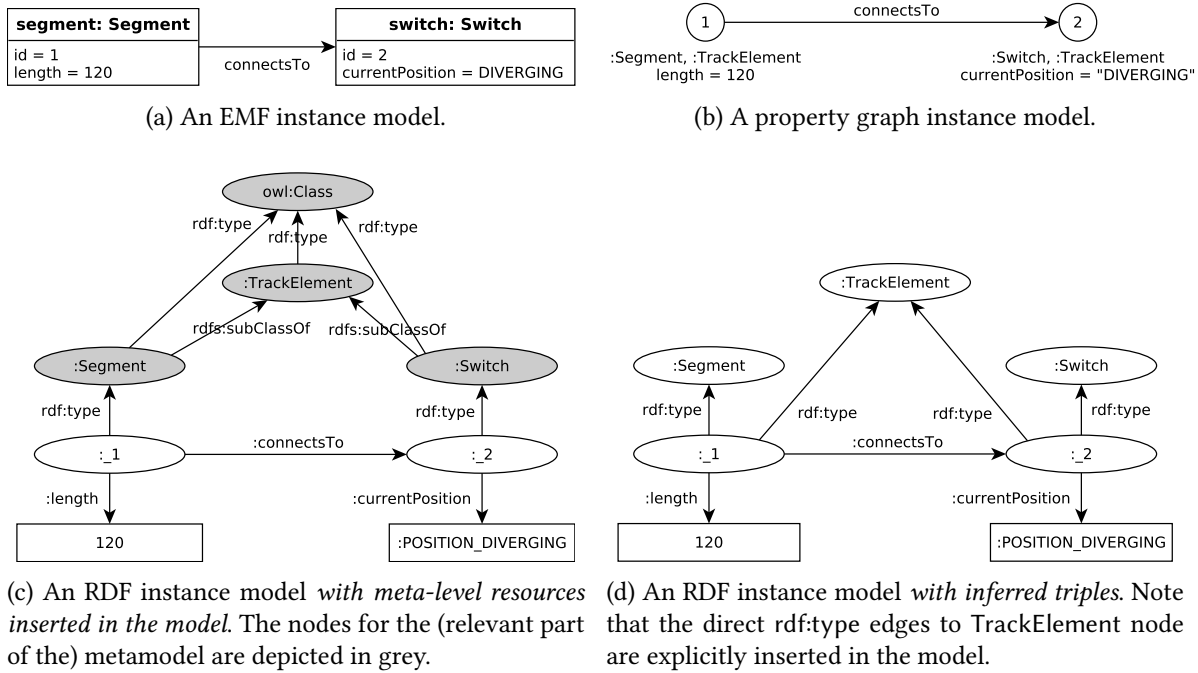 segment: Segment
id = 1
length = 120
connectsTo
switch: Switch
id = 2
currentPosition = DIVERGING
(a) An EMF instance model.
1
connectsTo
2
:Segment, :TrackElement
length = 120
:Switch, :TrackElement
currentPosition = "DIVERGING"
(b) A property graph instance model.
owl:Class
rdf:type
rdf:type
rdf:type
:TrackElement
rdfs:subClassOf
rdfs:subClassOf
:Segment
:Switch
rdf:type
rdf:type
:_1
:connectsTo
:_2
:length
:currentPosition
120
:POSITION_DIVERGING
(c) An RDF instance model with meta-level resources
inserted in the model. The nodes for the (relevant part
of the) metamodel are depicted in grey.
:TrackElement
:Segment
:Switch
rdf:type
rdf:type
rdf:type
rdf:type
:_1
:connectsTo
:_2
:length
:currentPosition
120
:POSITION_DIVERGING
(d) An RDF instance model with inferred triples. Note
that the direct rdf:type edges to TrackElement node
are explicitly inserted in the model.